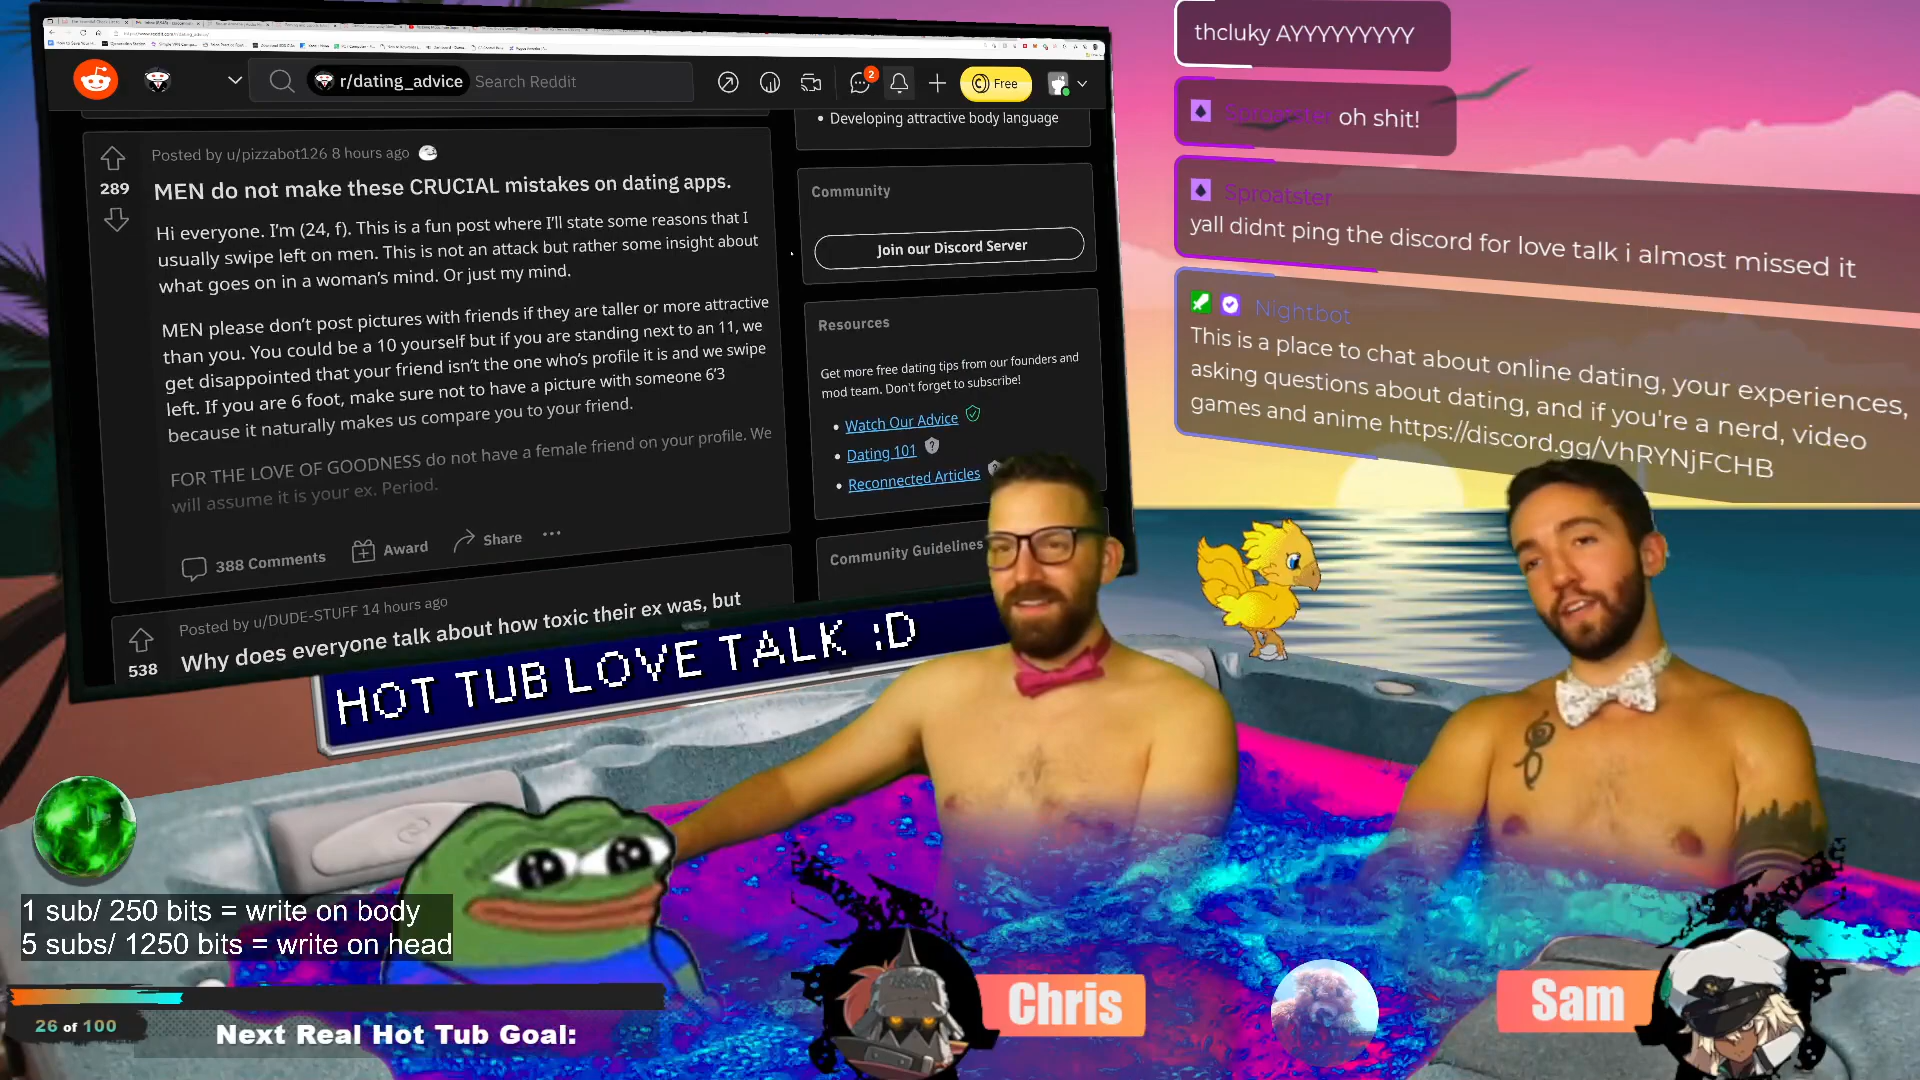 r/dating_advice
Search Reddit
2
Free
Posted by u/pizzabot126 8 hours ago
289
MEN do not make these CRUCIAL mistakes on dating apps.
Hi everyone. I'm (24, f). This is a fun post where I'll state some reasons that I
usually swipe left on men. This is not an attack but rather some insight about
what goes on in a woman's mind. Or just my mind.
MEN please don't post pictures with friends if they are taller or more attractive
than you. You could be a 10 yourself but if you are standing next to an 11, we
get disappointed that your friend isn't the one who's profile it is and we swipe
left. If you are 6 foot, make sure not to have a picture with someone 6'3
because it naturally makes us compare you to your friend.
FOR THE LOVE OF GOODNESS do not have a female friend on your profile. We
will assume it is your ex. Period.
388 Comments
Award
Share
Posted by u/DUDE-STUFF 14 hours ago
538
Why does everyone talk about how toxic their ex was, but
• Developing attractive body language
Community
Join our Discord Server
Resources
Get more free dating tips from our founders and
mod team. Don't forget to subscribe!
• Watch Our Advice
• Dating 101
• Reconnected Articles
Community Guidelines
thcluky AYYYYYYYYY
Sproatster oh shit!
Sproatster
yall didnt ping the discord for love talk i almost missed it
Nightbot
This is a place to chat about online dating, your experiences,
asking questions about dating, and if you're a nerd, video
games and anime https://discord.gg/VhRYNjFCHB
HOT TUB LOVE TALK :D
1 sub/ 250 bits = write on body
5 subs/ 1250 bits = write on head
26 of 100
Next Real Hot Tub Goal:
Chris
Sam